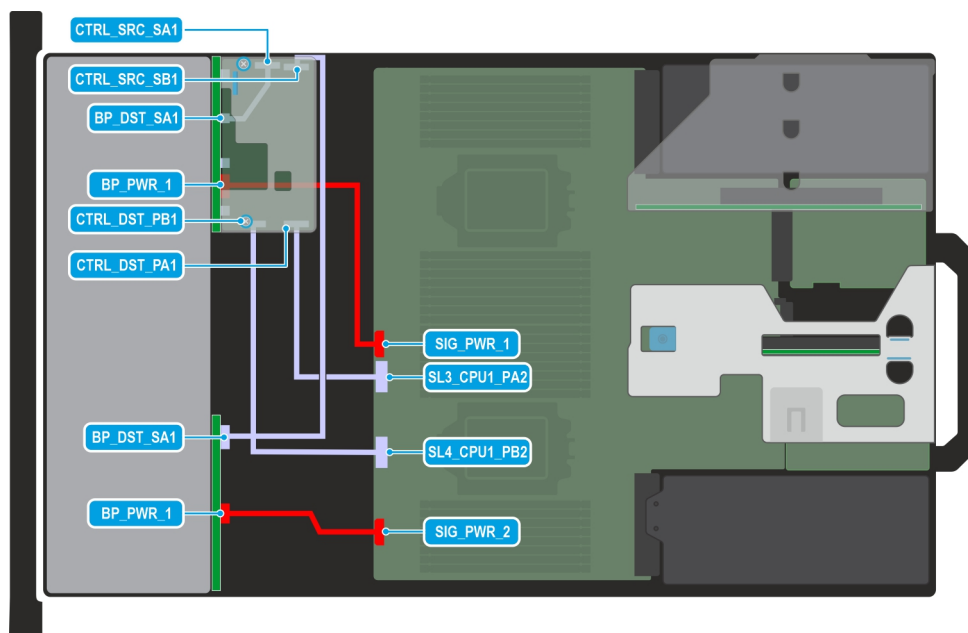 CTRL_SRC_SA1
CTRL_SRC_SB1
BP_DST_SA1
BP_PWR_1
CTRL_DST_PB1
CTRL_DST_PA1
SIG_PWR_1
SL3_CPU1_PA2
BP_DST_SA1
SL4_CPU1_PB2
BP_PWR_1
SIG_PWR_2